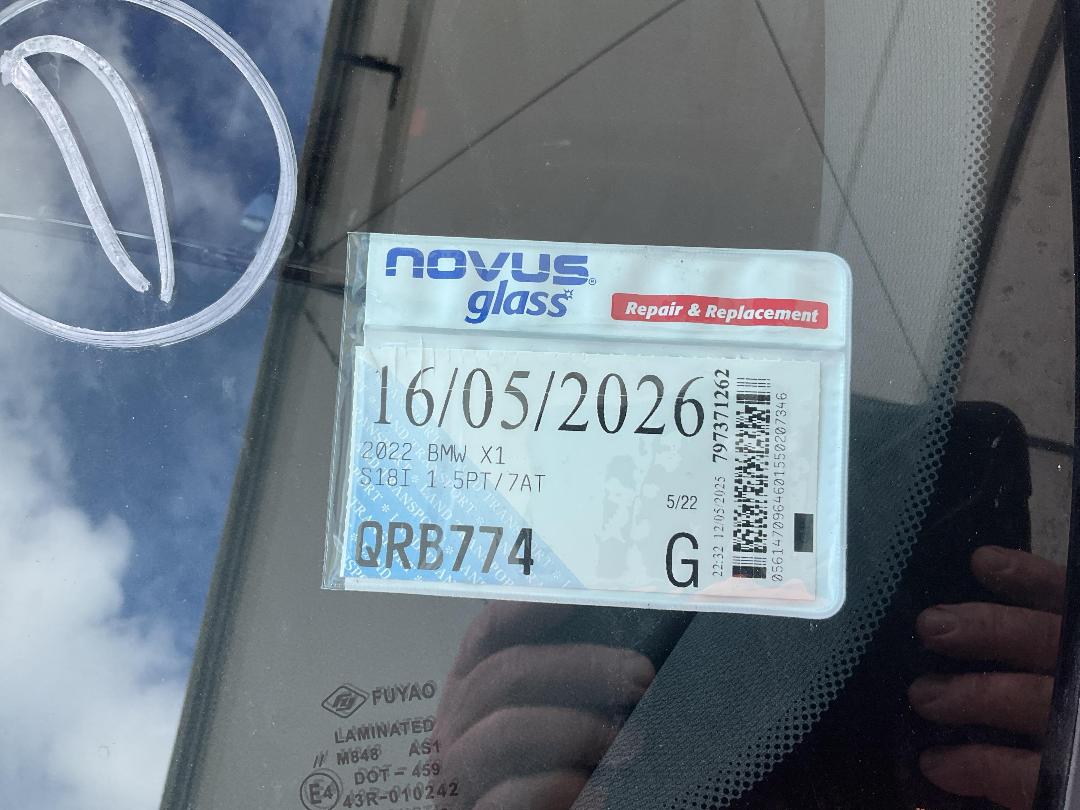 novus®
glass
Repair & Replacement
16/05/2026
2022 BMW X1
S18I 1.5PT/7AT
5/22
QRB774
G
22:32 12/05/2025 797371262
0561470964601550207346
FUYAO
LAMINATED
// M848 AS1
DOT - 459
E4 43R-010242